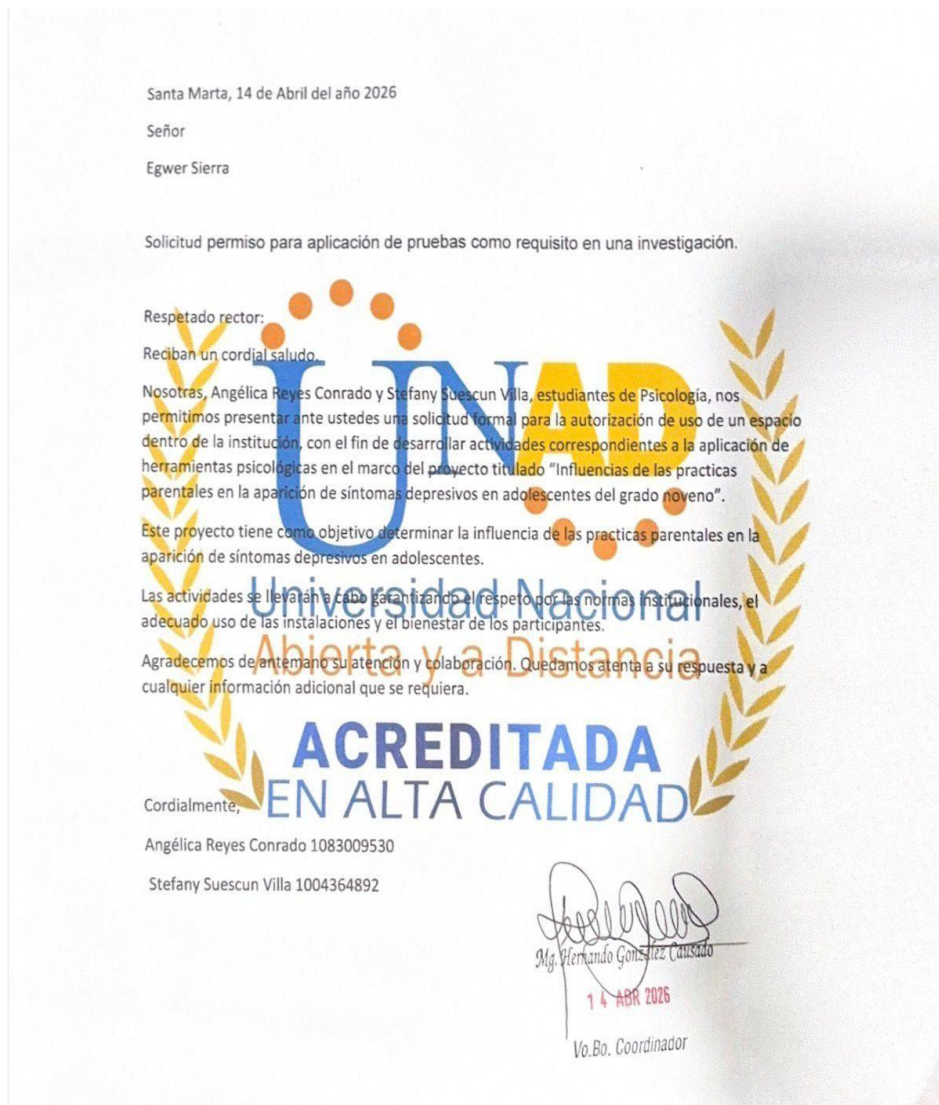 Santa Marta, 14 de Abril del año 2026
Señor
Egwer Sierra
Solicitud permiso para aplicación de pruebas como requisito en una investigación.
Respetado rector:
Reciban un cordial saludo.
Nosotras, Angélica Reyes Conrado y Stefany Suescun Villa, estudiantes de Psicología, nos
permitimos presentar ante ustedes una solicitud formal para la autorización de uso de un espacio
dentro de la institución, con el fin de desarrollar actividades correspondientes a la aplicación de
herramientas psicológicas en el marco del proyecto titulado “Influencias de las practicas
parentales en la aparición de síntomas depresivos en adolescentes del grado noveno”.
Este proyecto tiene como objetivo determinar la influencia de las practicas parentales en la
aparición de síntomas depresivos en adolescentes.
Las actividades se llevarán a cabo garantizando el respeto por las normas institucionales, el
adecuado uso de las instalaciones y el bienestar de los participantes.
Agradecemos de antemano su atención y colaboración. Quedamos atenta a su respuesta y a
cualquier información adicional que se requiera.
UNAD
Universidad Nacional
Abierta y a Distancia
ACREDITADA
EN ALTA CALIDAD
Cordialmente,
Angélica Reyes Conrado 1083009530
Stefany Suescun Villa 1004364892
Mg. Hernando González Causado
14 ABR 2026
Vo.Bo. Coordinador